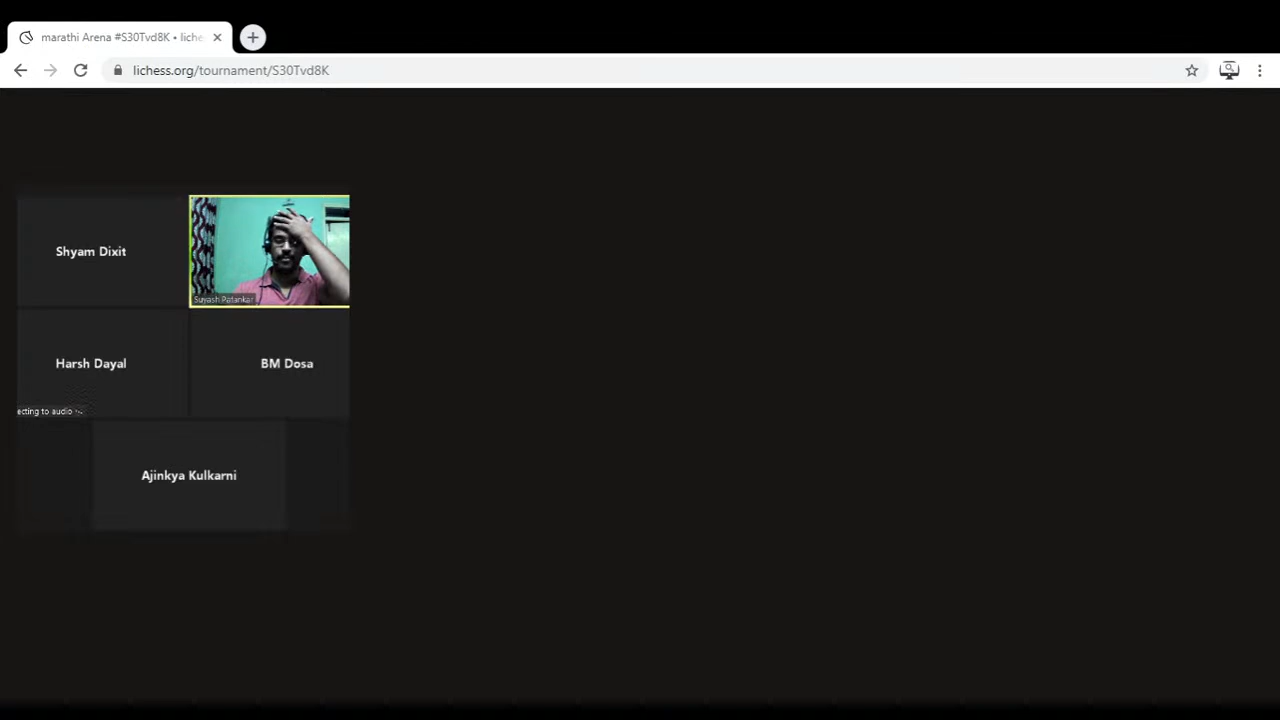 marathi Arena #S30Tvd8K • liche
lichess.org/tournament/S30Tvd8K
Shyam Dixit
Suyash Patankar
Harsh Dayal
BM Dosa
ecting to audio
Ajinkya Kulkarni